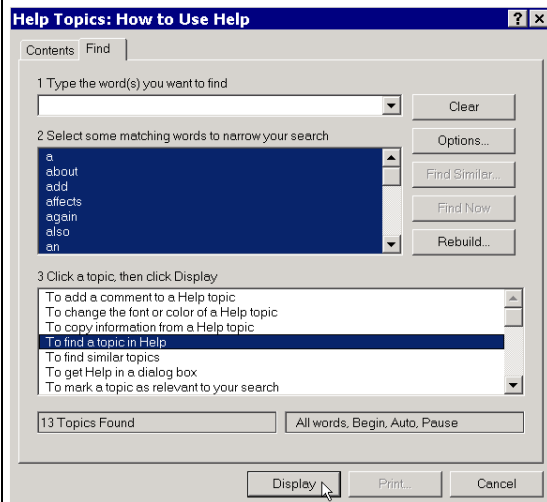 Help Topics: How to Use Help
Contents Find
1 Type the word(s) you want to find
Clear
2 Select some matching words to narrow your search
Options...
a
about
add
affects
again
also
an
Find Similar...
Find Now
Rebuild...
3 Click a topic, then click Display
To add a comment to a Help topic
To change the font or color of a Help topic
To copy information from a Help topic
To find a topic in Help
To find similar topics
To get Help in a dialog box
To mark a topic as relevant to your search
13 Topics Found
All words, Begin, Auto, Pause
Display Print... Cancel